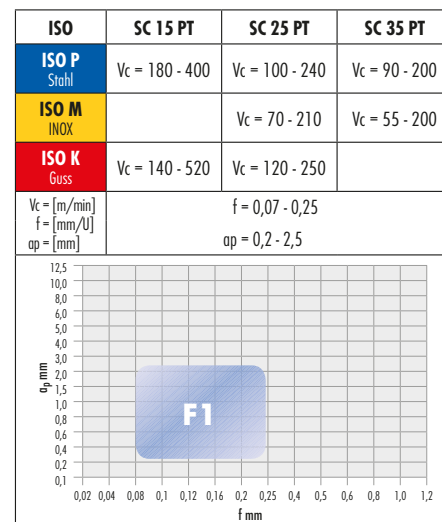 ISO SC 15 PT SC 25 PT SC 35 PT
ISO P
Stahl
Vc = 180 - 400 Vc = 100 - 240 Vc = 90 - 200
ISO M
INOX
Vc = 70 - 210 Vc = 55 - 200
ISO K
Guss
Vc = 140 - 520 Vc = 120 - 250
Vc = [m/min]
f = [mm/U]
ap = [mm]
f = 0,07 - 0,25
ap = 0,2 - 2,5
12,5
10,0
8,0
6,0
5,0
4,0
3,0
2,0
1,5
1,0
0,8
0,6
0,4
0,2
0,1
ap mm
F1
0,02 0,04 0,08 0,1 0,12 0,16 0,2 0,25 0,4 0,5 0,6 0,8 1,0 1,2
f mm